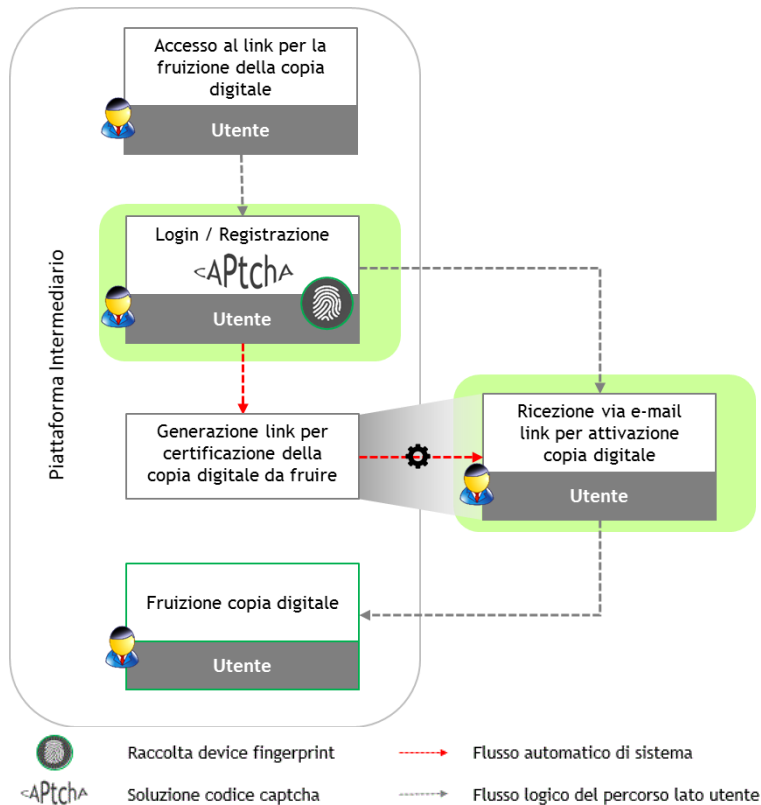 Accesso al link per la
fruizione della copia
digitale
Utente
Piattaforma Intermediario
Login / Registrazione
cAPtchA
Utente
Generazione link per
certificazione della
copia digitale da fruire
Ricezione via e-mail
link per attivazione
copia digitale
Utente
Fruizione copia digitale
Utente
Raccolta device fingerprint
Flusso automatico di sistema
cAPtchA
Soluzione codice captcha
Flusso logico del percorso lato utente